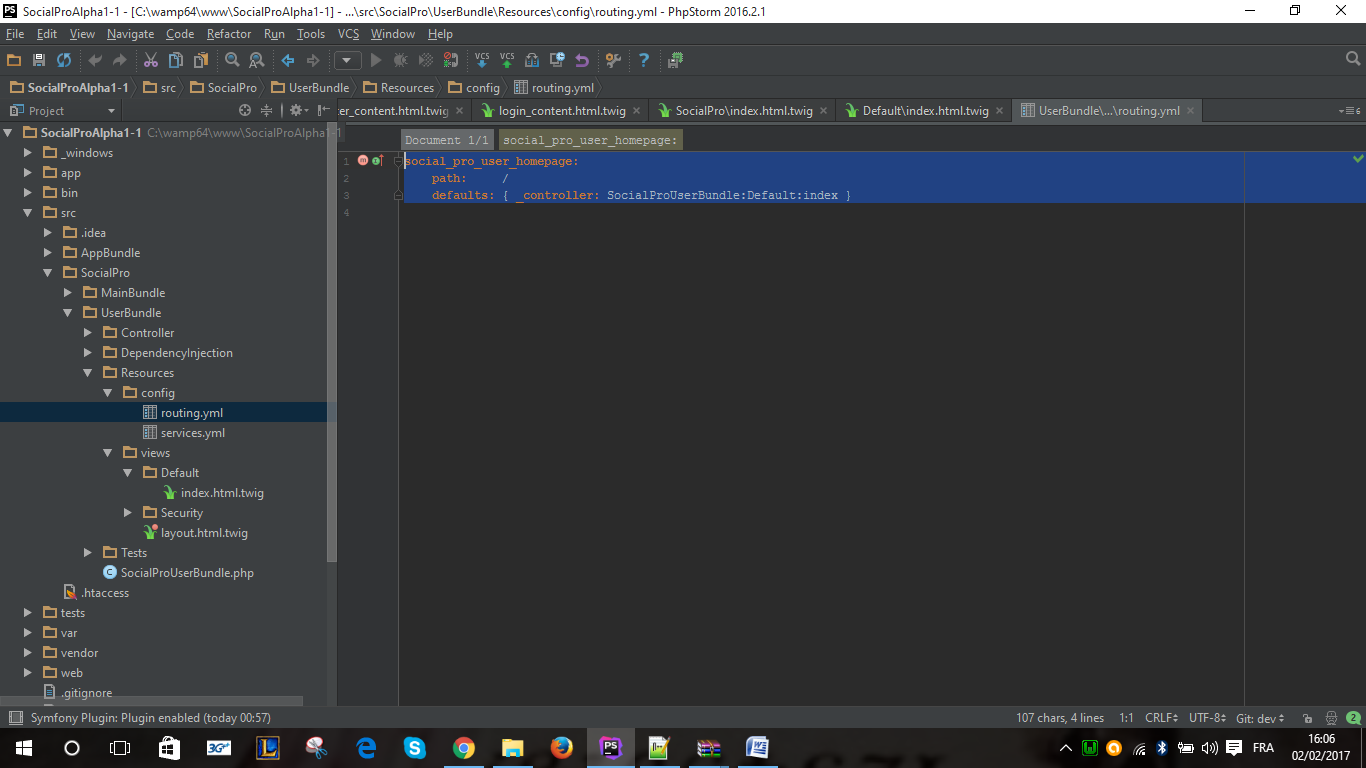 SocialProAlpha1-1 - [C:\wamp64\www\SocialProAlpha1-1] - ...\src\SocialPro\UserBundle\Resources\config\routing.yml - PhpStorm 2016.2.1
File Edit View Navigate Code Refactor Run Tools VCS Window Help
SocialProAlpha1-1 src SocialPro UserBundle Resources config routing.yml
Project
er_content.html.twig login_content.html.twig SocialPro\index.html.twig Default\index.html.twig UserBundle\...\routing.yml
SocialProAlpha1-1 C:\wamp64\www\SocialProAlpha1-1
_windows
app
bin
src
.idea
AppBundle
SocialPro
MainBundle
UserBundle
Controller
DependencyInjection
Resources
config
routing.yml
services.yml
views
Default
index.html.twig
Security
layout.html.twig
Tests
SocialProUserBundle.php
.htaccess
tests
var
vendor
web
.gitignore
Document 1/1 social_pro_user_homepage:
1 social_pro_user_homepage:
2 path: /
3 defaults: { _controller: SocialProUserBundle:Default:index }
4
Symfony Plugin: Plugin enabled (today 00:57) 107 chars, 4 lines 1:1 CRLF UTF-8 Git: dev 2
3G FRA 16:06
02/02/2017